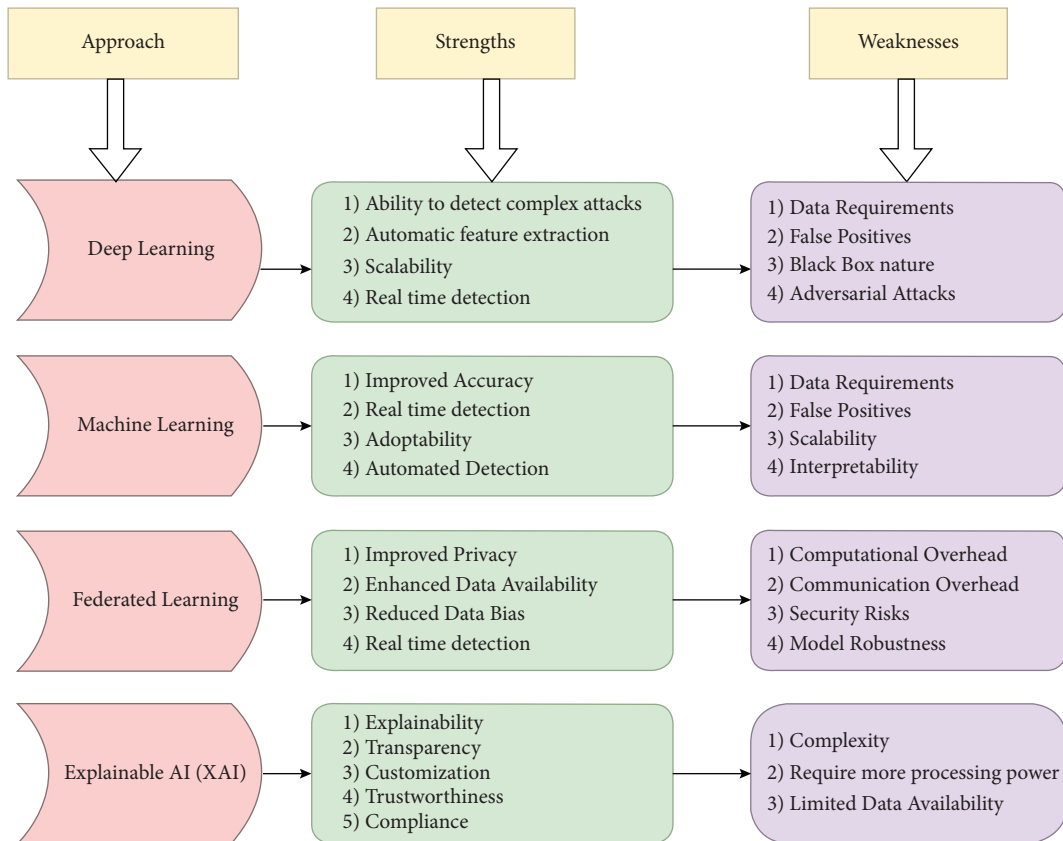 Approach
Strengths
Weaknesses
Deep Learning
1) Ability to detect complex attacks
2) Automatic feature extraction
3) Scalability
4) Real time detection
1) Data Requirements
2) False Positives
3) Black Box nature
4) Adversarial Attacks
Machine Learning
1) Improved Accuracy
2) Real time detection
3) Adoptability
4) Automated Detection
1) Data Requirements
2) False Positives
3) Scalability
4) Interpretability
Federated Learning
1) Improved Privacy
2) Enhanced Data Availability
3) Reduced Data Bias
4) Real time detection
1) Computational Overhead
2) Communication Overhead
3) Security Risks
4) Model Robustness
Explainable AI (XAI)
1) Explainability
2) Transparency
3) Customization
4) Trustworthiness
5) Compliance
1) Complexity
2) Require more processing power
3) Limited Data Availability